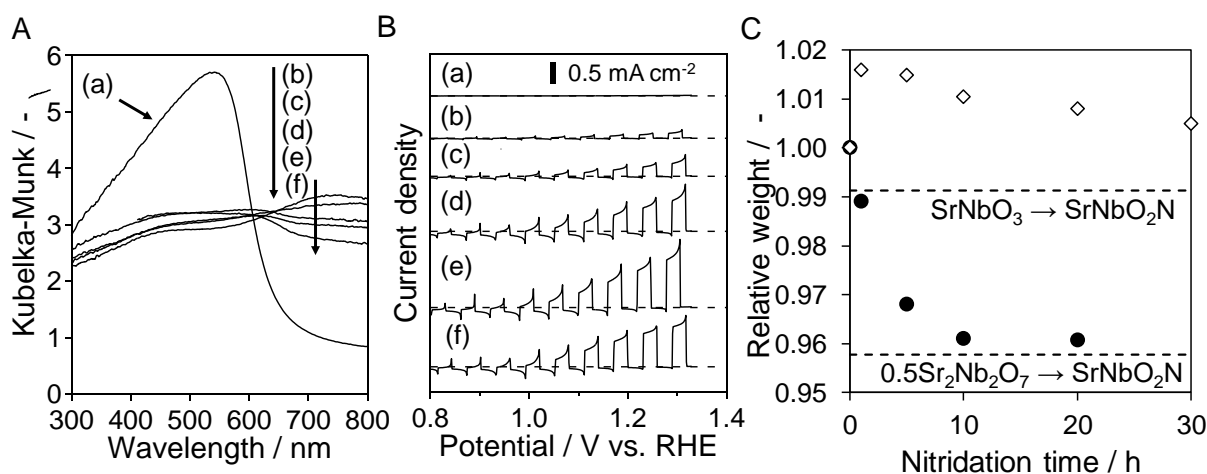 A
Kubelka-Munk / -
6
5
4
3
2
1
0
(a)
(b)
(c)
(d)
(e)
(f)
300 400 500 600 700 800
Wavelength / nm
B
Current density
0.5 mA cm-2
(a)
(b)
(c)
(d)
(e)
(f)
0.8 1.0 1.2 1.4
Potential / V vs. RHE
C
Relative weight / -
1.02
1.01
1.00
0.99
0.98
0.97
0.96
0.95
SrNbO3 → SrNbO2N
0.5Sr2Nb2O7 → SrNbO2N
0 10 20 30
Nitridation time / h